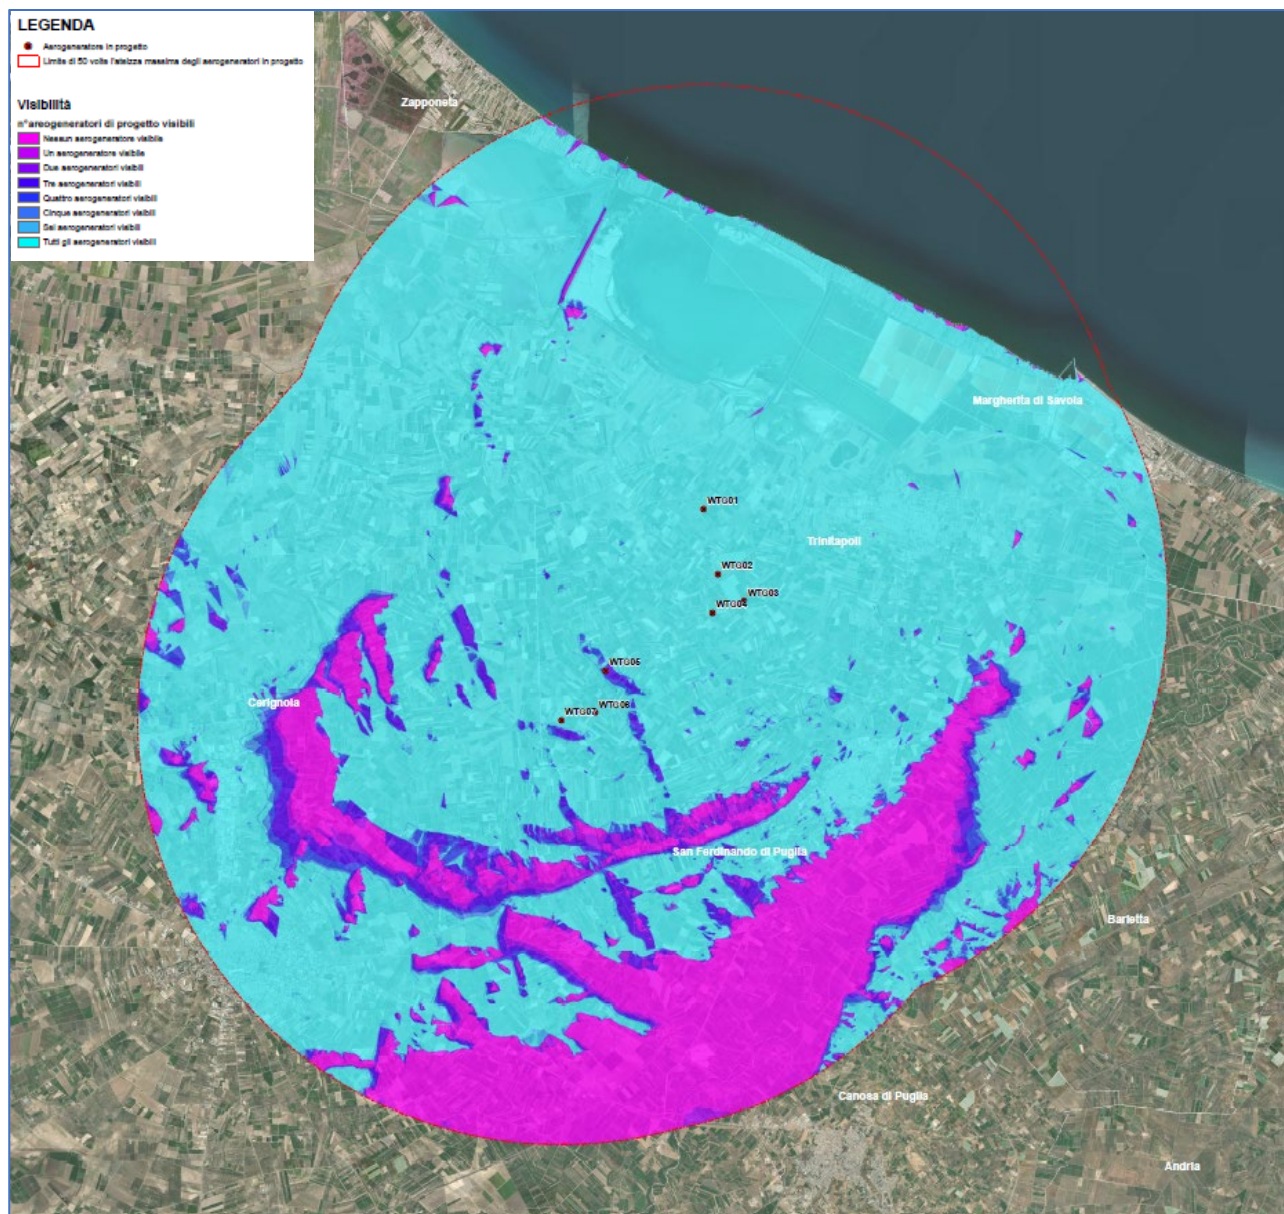 LEGENDA
Aerogeneratore in progetto
Limite di 50 volte l'altezza massima degli aerogeneratori in progetto
Visibilità
n°areogeneratori di progetto visibili
Nessun aerogeneratore visibile
Un aerogeneratore visibile
Due aerogeneratori visibili
Tre aerogeneratori visibili
Quattro aerogeneratori visibili
Cinque aerogeneratori visibili
Sei aerogeneratori visibili
Tutti gli aerogeneratori visibili
Zapponeta
Margherita di Savoia
WTG01
Trinitapoli
WTG02
WTG03
WTG04
WTG05
Cerignola
WTG06
WTG07
San Ferdinando di Puglia
Barletta
Canosa di Puglia
Andria